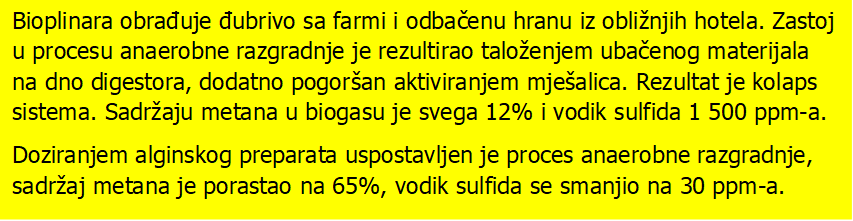 Bioplinara obrađuje đubrivo sa farmi i odbačenu hranu iz obližnjih hotela. Zastoj
u procesu anaerobne razgradnje je rezultirao taloženjem ubačenog materijala
na dno digestora, dodatno pogoršan aktiviranjem mješalica. Rezultat je kolaps
sistema. Sadržaju metana u biogasu je svega 12% i vodik sulfida 1 500 ppm-a.
Doziranjem alginskog preparata uspostavljen je proces anaerobne razgradnje,
sadržaj metana je porastao na 65%, vodik sulfida se smanjio na 30 ppm-a.